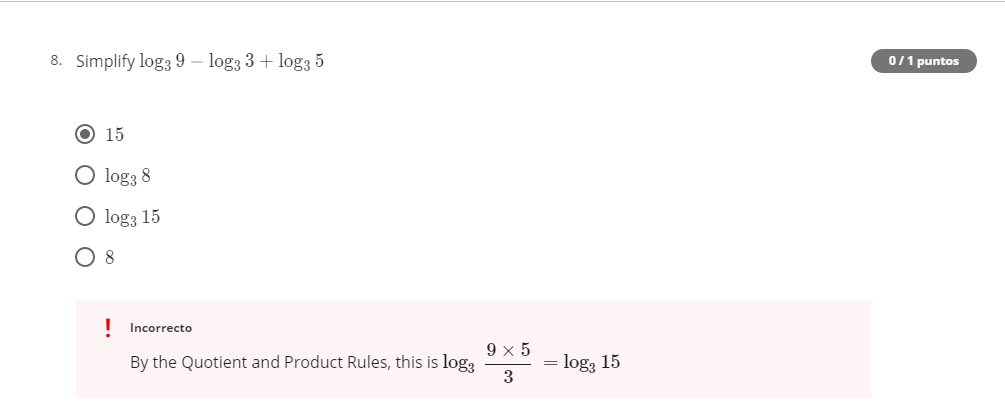 8. Simplify log₃ 9 − log₃ 3 + log₃ 5
0 / 1 puntos
15
log₃ 8
log₃ 15
8
! Incorrecto
By the Quotient and Product Rules, this is log₃ (9 × 5)/3 = log₃ 15